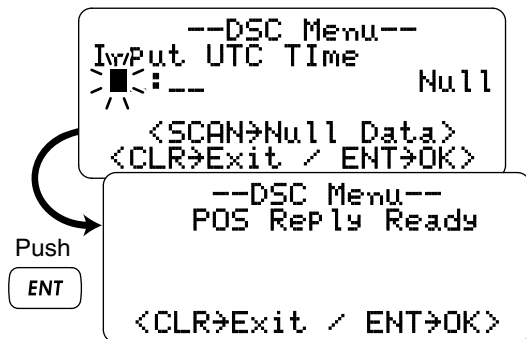 --DSC Menu--
Input UTC TIme
█:__ Null
<SCAN→Null Data>
<CLR→Exit / ENT→OK>
--DSC Menu--
POS Reply Ready
<CLR→Exit / ENT→OK>
Push
ENT